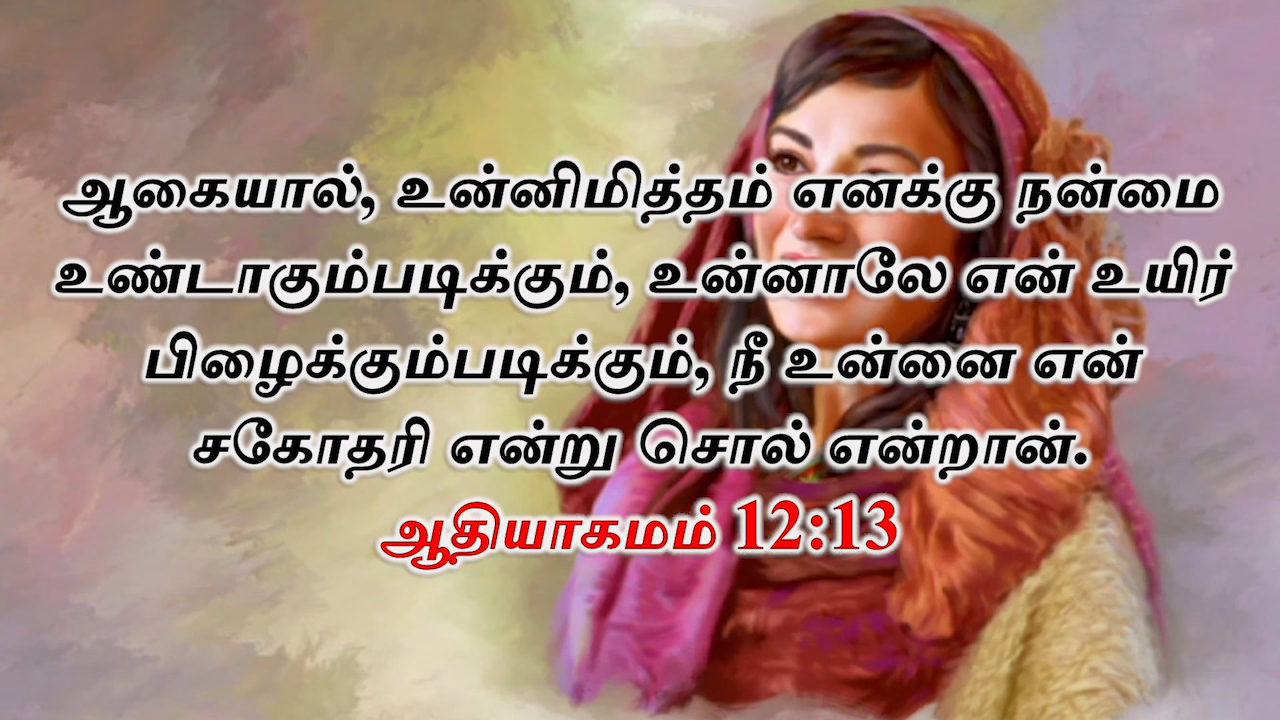 ஆகையால், உன்னிமித்தம் எனக்கு நன்மை
உண்டாகும்படிக்கும், உன்னாலே என் உயிர்
பிழைக்கும்படிக்கும், நீ உன்னை என்
சகோதரி என்று சொல் என்றான்.
ஆதியாகமம் 12:13